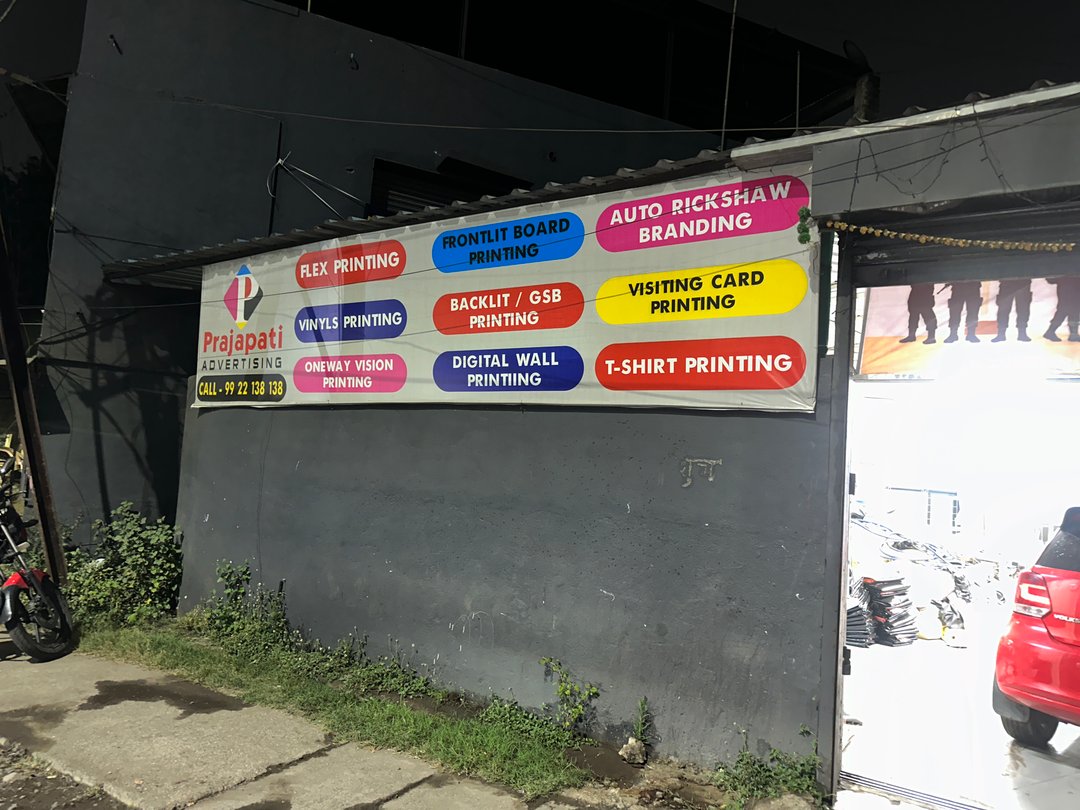 Prajapati
ADVERTISING
CALL - 99 22 138 138
FLEX PRINTING
VINYLS PRINTING
ONEWAY VISION
PRINTING
FRONTLIT BOARD
PRINTING
BACKLIT / GSB
PRINTING
DIGITAL WALL
PRINTIING
AUTO RICKSHAW
BRANDING
VISITING CARD
PRINTING
T-SHIRT PRINTING